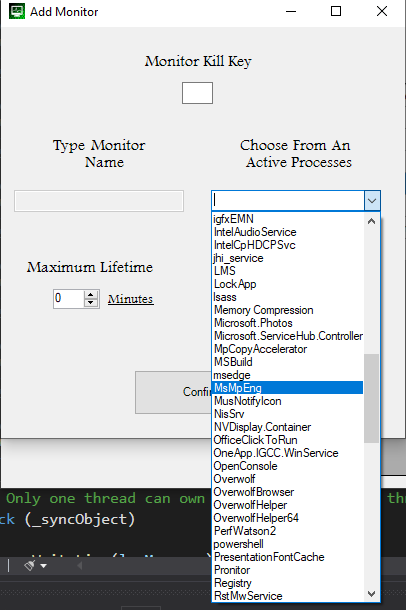 Add Monitor
Monitor Kill Key
Type Monitor
Name
Choose From An
Active Processes
Maximum Lifetime
0
Minutes
Confi
igfxEMN
IntelAudioService
IntelCpHDCPSvc
jhi_service
LMS
LockApp
lsass
Memory Compression
Microsoft.Photos
Microsoft.ServiceHub.Controller
MpCopyAccelerator
MSBuild
msedge
MsMpEng
MusNotifyIcon
NisSrv
NVDisplay.Container
OfficeClickToRun
OneApp.IGCC.WinService
OpenConsole
Overwolf
OverwolfBrowser
OverwolfHelper
OverwolfHelper64
PerfWatson2
powershell
PresentationFontCache
Pronitor
Registry
RstMwService
Only one thread can own
th
ck (_syncObject)